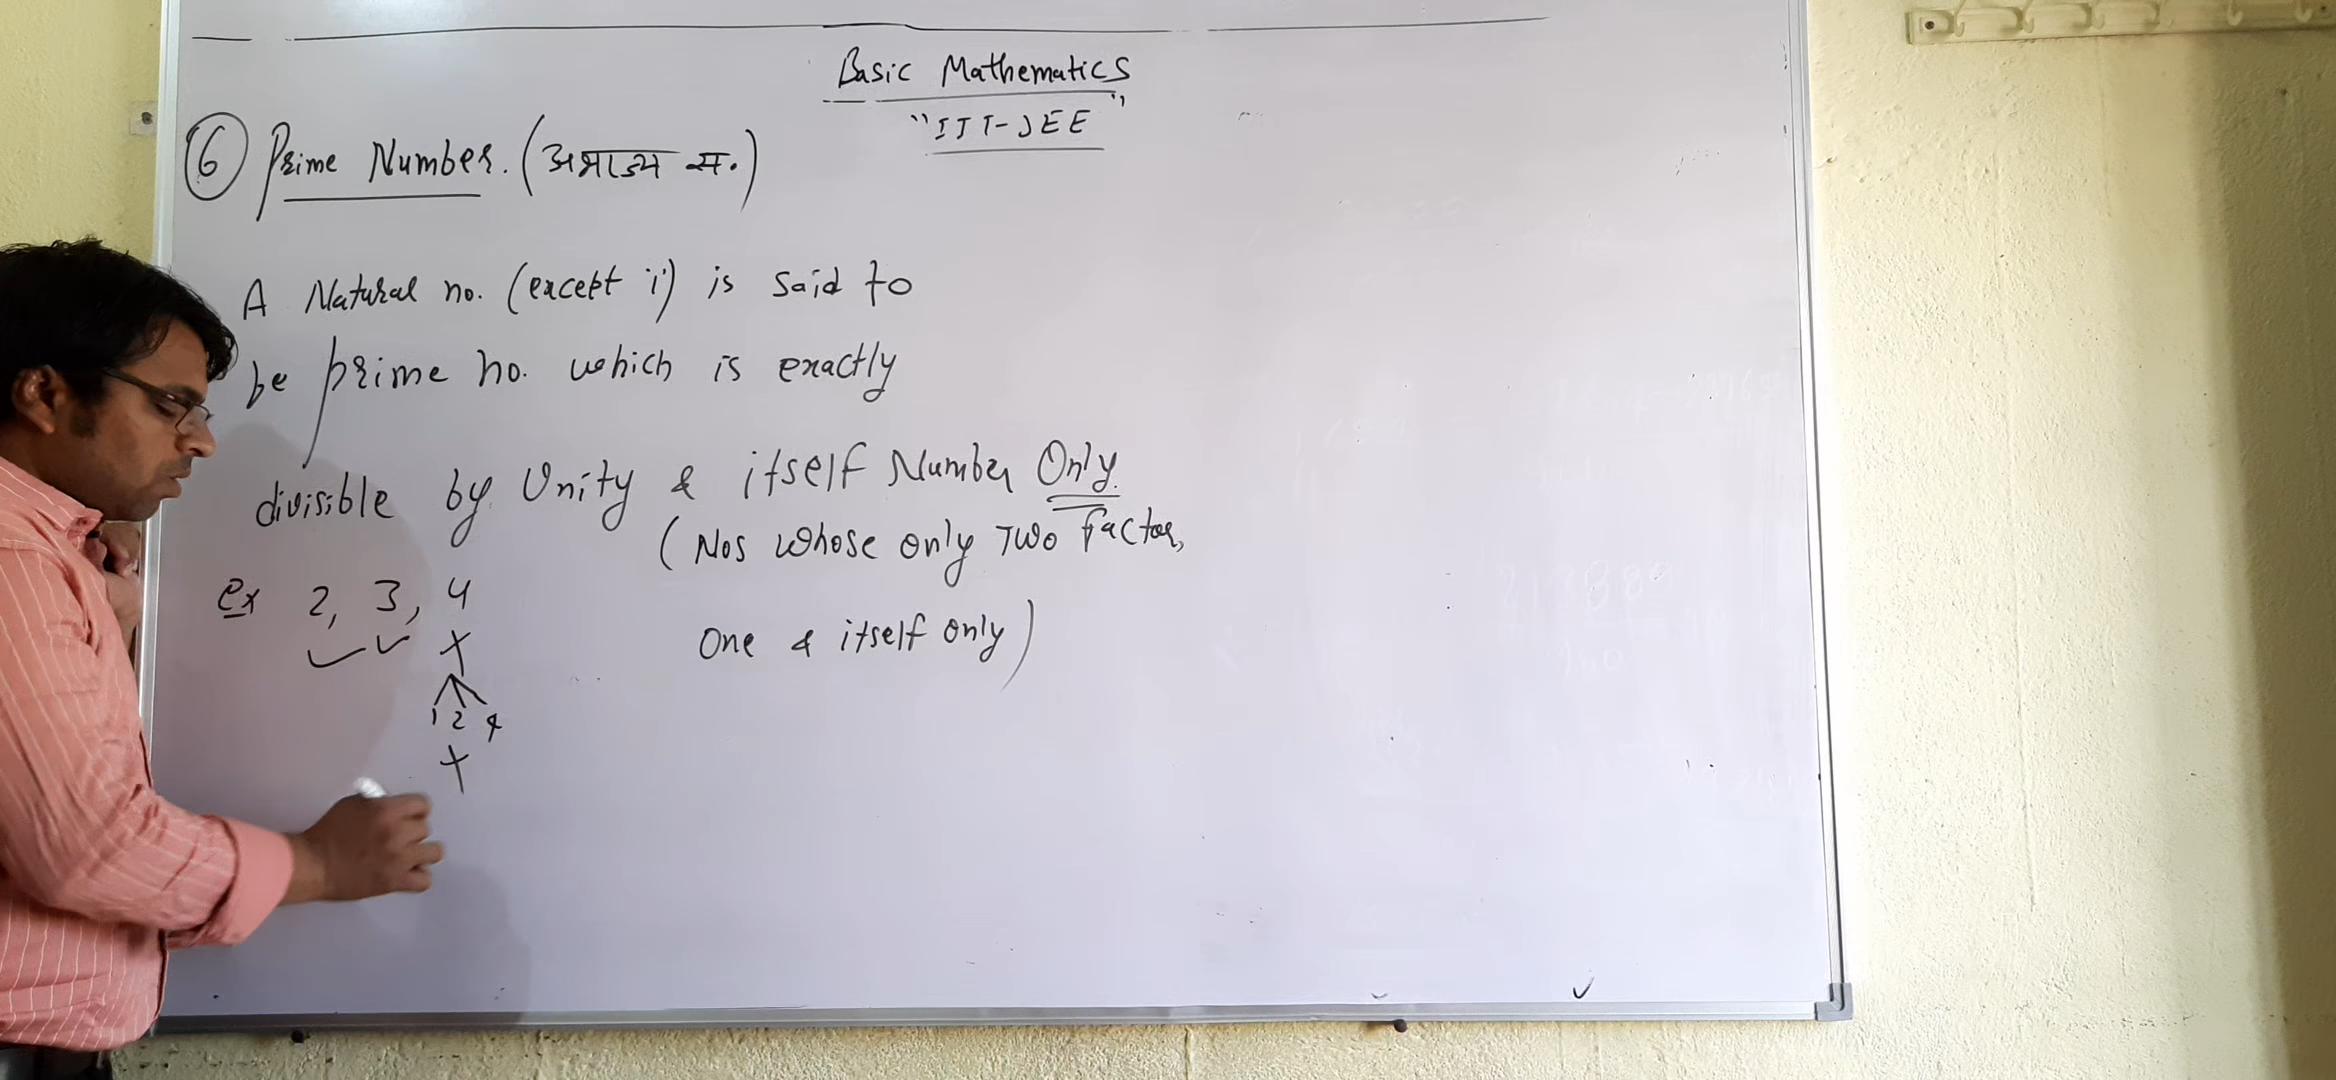 Basic Mathematics
"IIT-JEE"
6 Prime Number. (अभाज्य स.)
A Natural no. (except '1') is said to
be prime no. which is exactly
divisible by Unity & itself Number Only.
(Nos whose only Two factor,
One & itself only)
ex 2, 3, 4
✓ ✓ ×
1 2 4
×